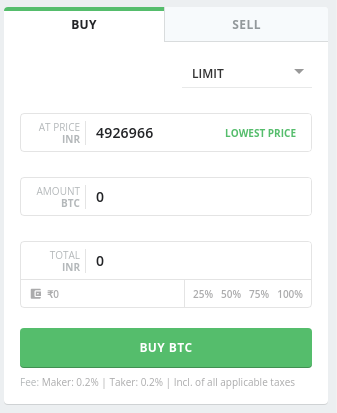 BUY SELL
LIMIT
AT PRICE
INR 4926966 LOWEST PRICE
AMOUNT
BTC 0
TOTAL
INR 0
₹0 25% 50% 75% 100%
BUY BTC
Fee: Maker: 0.2% | Taker: 0.2% | Incl. of all applicable taxes